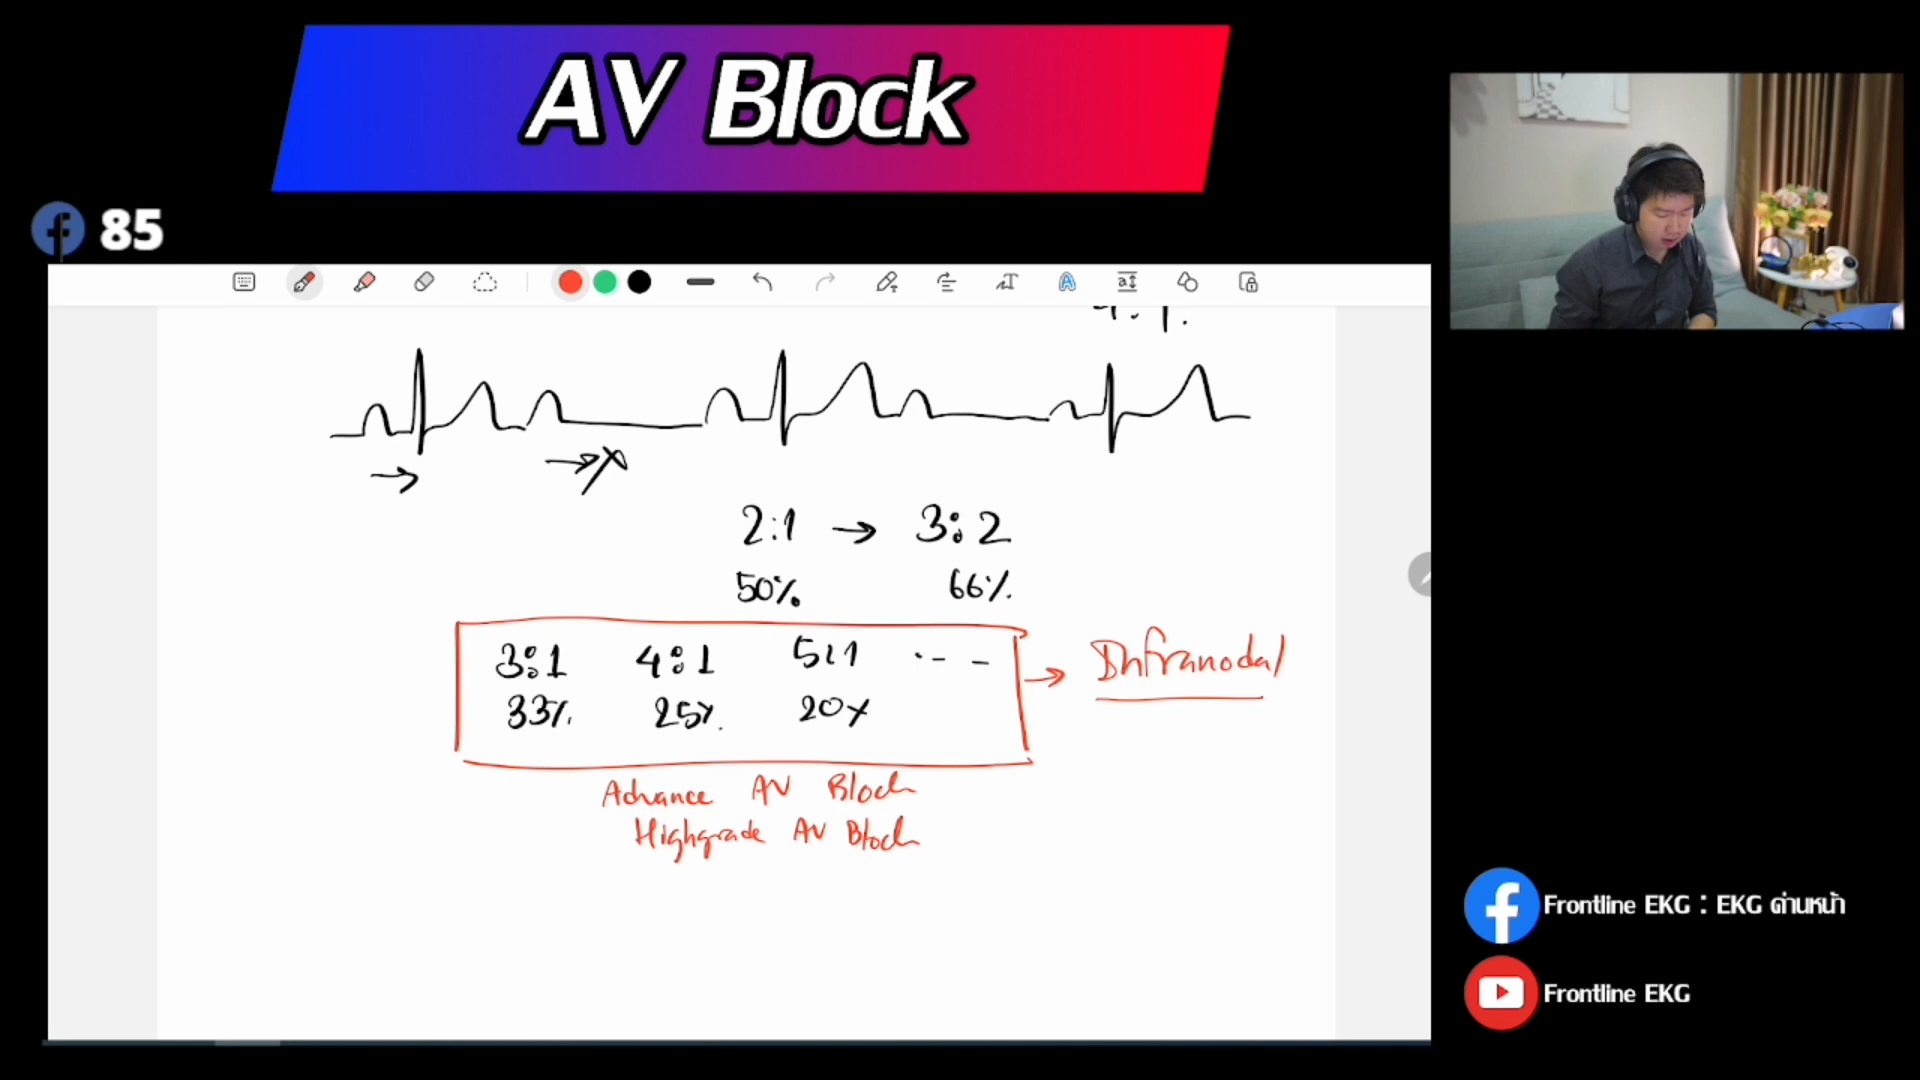 AV Block
85
2:1 → 3:2
50% 66%
3:1 4:1 5:1 ·- -
33% 25% 20%
→ Infranodal
Advance AV Block
Highgrade AV Block
Frontline EKG : EKG ด่านหน้า
Frontline EKG